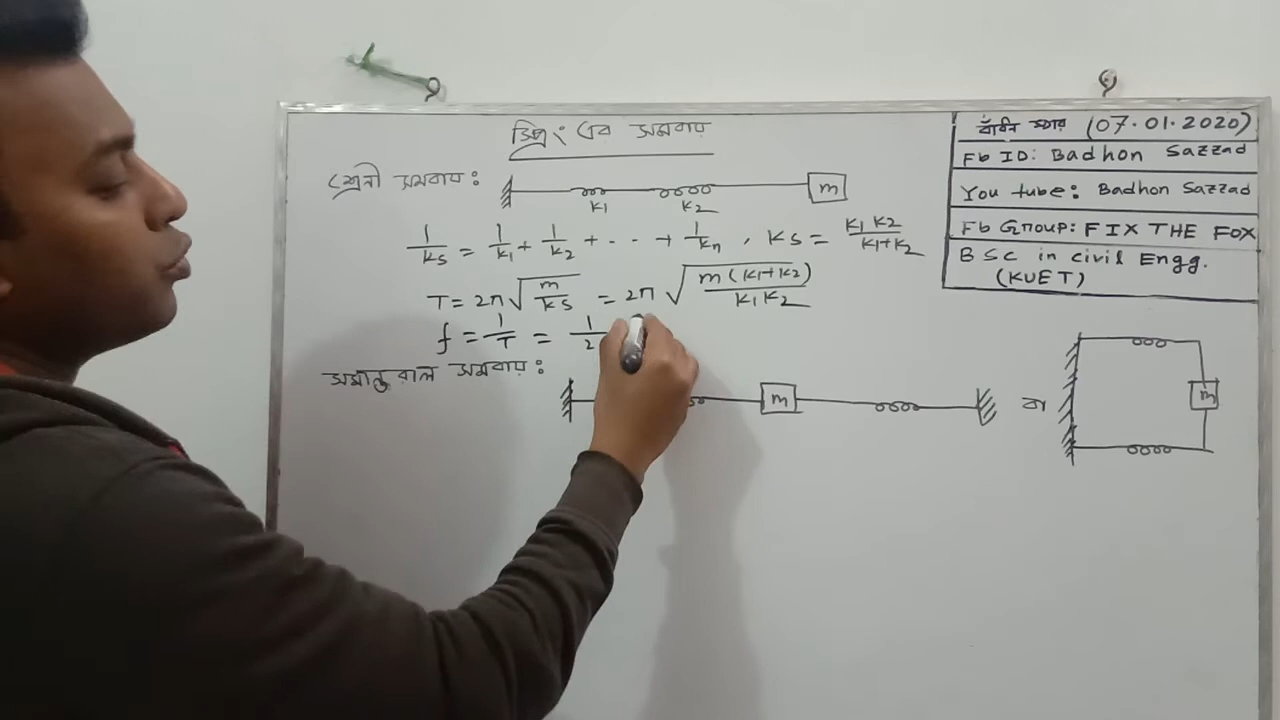 স্প্রিং এর সমবায়
শ্রেনী সমবায় :
m
K1 K2
1/Ks = 1/K1 + 1/K2 + - - - + 1/Kn , Ks = K1 K2/K1+K2
T = 2π√m/Ks = 2π √m(K1+K2)/K1K2
f = 1/T = 1/2
সমান্তরাল সমবায় :
m
বা
m
(07.01.2020)
Fb ID: Badhon Sazzad
You tube: Badhon Sazzad
Fb Group: FIX THE FOX
BSc in civil Engg.
(KUET)